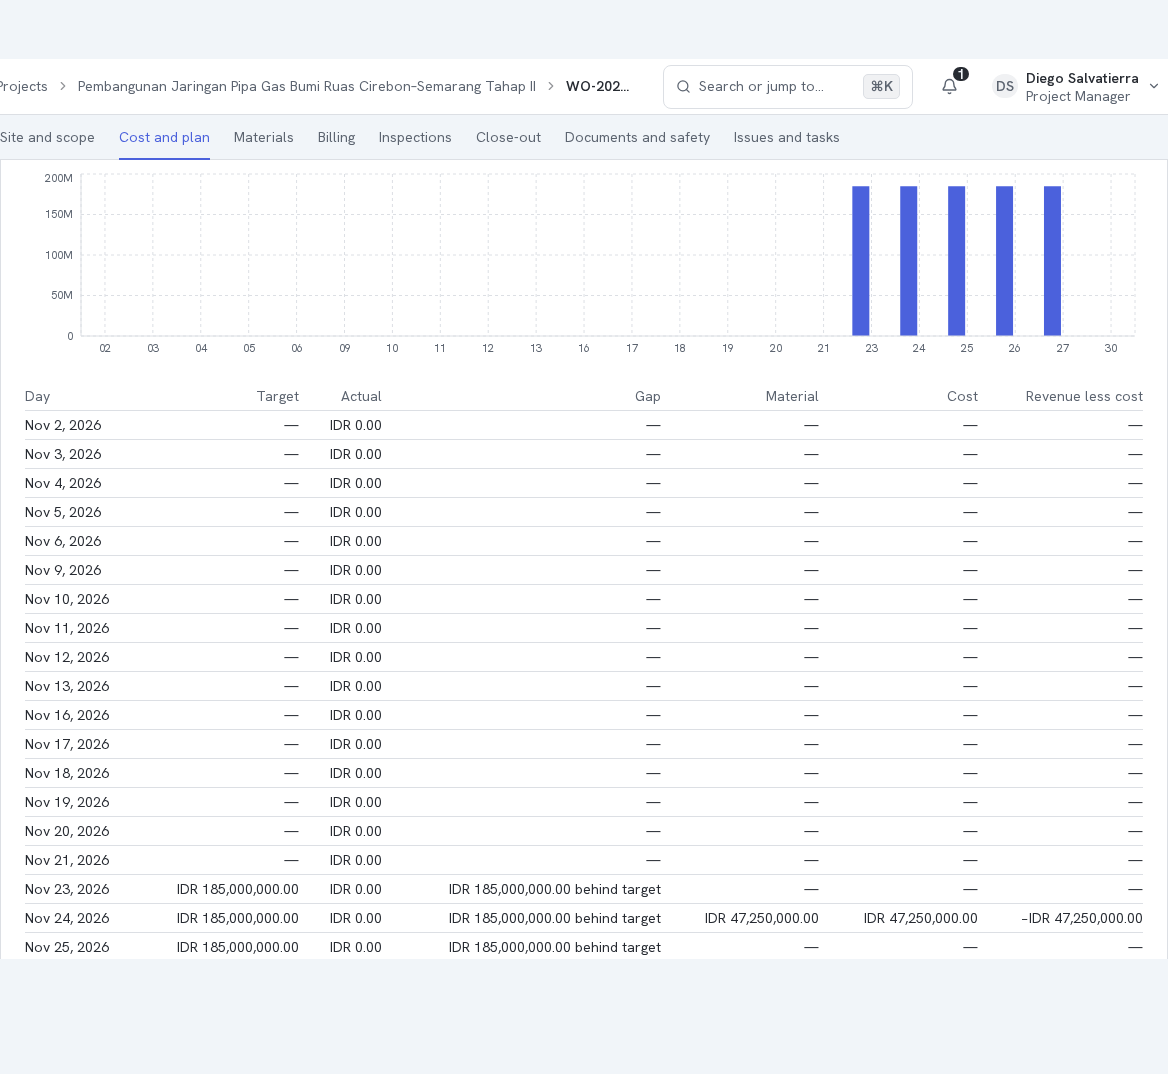 Projects > Pembangunan Jaringan Pipa Gas Bumi Ruas Cirebon–Semarang Tahap II > WO-202...
Search or jump to... ⌘K
1
DS
Diego Salvatierra
Project Manager
Site and scope Cost and plan Materials Billing Inspections Close-out Documents and safety Issues and tasks
200M
150M
100M
50M
0
02 03 04 05 06 09 10 11 12 13 16 17 18 19 20 21 23 24 25 26 27 30
Day Target Actual Gap Material Cost Revenue less cost
Nov 2, 2026 — IDR 0.00 — — — —
Nov 3, 2026 — IDR 0.00 — — — —
Nov 4, 2026 — IDR 0.00 — — — —
Nov 5, 2026 — IDR 0.00 — — — —
Nov 6, 2026 — IDR 0.00 — — — —
Nov 9, 2026 — IDR 0.00 — — — —
Nov 10, 2026 — IDR 0.00 — — — —
Nov 11, 2026 — IDR 0.00 — — — —
Nov 12, 2026 — IDR 0.00 — — — —
Nov 13, 2026 — IDR 0.00 — — — —
Nov 16, 2026 — IDR 0.00 — — — —
Nov 17, 2026 — IDR 0.00 — — — —
Nov 18, 2026 — IDR 0.00 — — — —
Nov 19, 2026 — IDR 0.00 — — — —
Nov 20, 2026 — IDR 0.00 — — — —
Nov 21, 2026 — IDR 0.00 — — — —
Nov 23, 2026 IDR 185,000,000.00 IDR 0.00 IDR 185,000,000.00 behind target — — —
Nov 24, 2026 IDR 185,000,000.00 IDR 0.00 IDR 185,000,000.00 behind target IDR 47,250,000.00 IDR 47,250,000.00 −IDR 47,250,000.00
Nov 25, 2026 IDR 185,000,000.00 IDR 0.00 IDR 185,000,000.00 behind target — — —